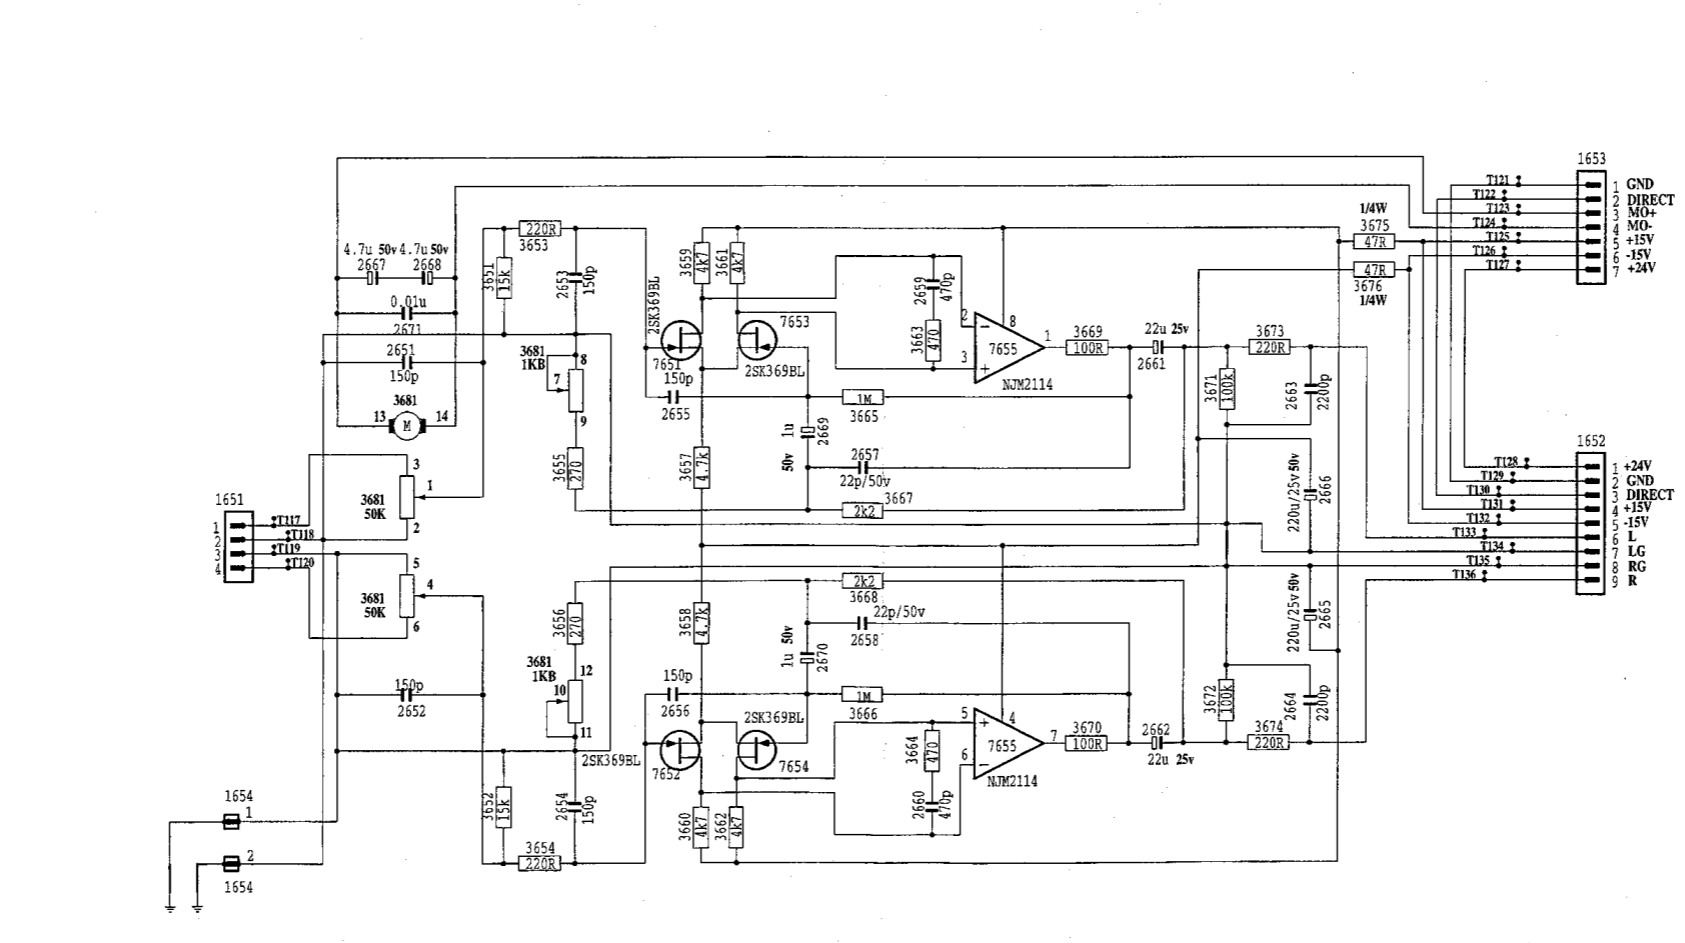 1653
T121
1 GND
T122
2 DIRECT
T123
3 MO+
T124
4 MO-
T125
5 +15V
T126
6 -15V
T127
7 +24V
1/4W
3675
47R
47R
3676
1/4W
4.7u 50v 4.7u 50v
2667 2668
0.01u
2671
2651
150p
3681
13 14
M
220R
3653
3651
15k
2653
150p
3659
4k7
3661
4k7
2SK369BL
7651
7653
2SK369BL
2659
470p
3663
470
2
3
8
1
7655
NJM2114
3669
100R
22u 25v
2661
3673
220R
3671
100k
2663
2200p
3681
1KB
8
7
9
3655
270
150p
2655
1M
3665
1u
50v
2669
3657
4.7k
2657
22p/50v
3667
2k2
220u/25v 50v
2666
1651
1 T117
2 T118
3 T119
4 T120
3
1
2
3681
50K
5
4
6
3681
50K
1652
T128
1 +24V
T129
2 GND
T130
3 DIRECT
T131
4 +15V
T132
5 -15V
T133
6 L
T134
7 LG
T135
8 RG
T136
9 R
2k2
3668
22p/50v
2658
3656
270
3658
4.7k
1u 50v
2670
220u/25v 50v
2665
3681
1KB
12
10
11
150p
2652
150p
2656
1M
3666
2SK369BL
7652
2SK369BL
7654
3664
470
2660
470p
5
6
4
7
7655
NJM2114
3670
100R
2662
22u 25v
3672
100k
3674
220R
2664
2200p
3652
15k
2654
150p
3660
4k7
3662
4k7
3654
220R
1654
1
2
1654